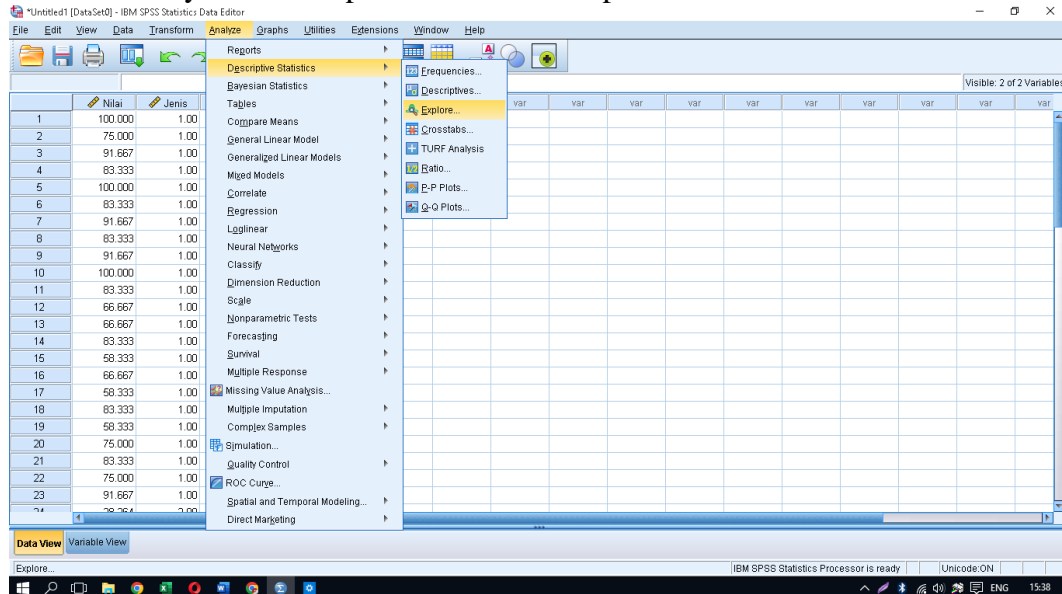 *Untitled1 [DataSet0] - IBM SPSS Statistics Data Editor
File Edit View Data Transform Analyze Graphs Utilities Extensions Window Help
Reports
Descriptive Statistics
Bayesian Statistics
Tables
Compare Means
General Linear Model
Generalized Linear Models
Mixed Models
Correlate
Regression
Loglinear
Neural Networks
Classify
Dimension Reduction
Scale
Nonparametric Tests
Forecasting
Survival
Multiple Response
Missing Value Analysis...
Multiple Imputation
Complex Samples
Simulation...
Quality Control
ROC Curve...
Spatial and Temporal Modeling...
Direct Marketing
Frequencies...
Descriptives...
Explore...
Crosstabs...
TURF Analysis
Ratio...
P-P Plots...
Q-Q Plots...
Visible: 2 of 2 Variables
Nilai Jenis var var var var var var var var var
1 100.000 1.00
2 75.000 1.00
3 91.667 1.00
4 83.333 1.00
5 100.000 1.00
6 83.333 1.00
7 91.667 1.00
8 83.333 1.00
9 91.667 1.00
10 100.000 1.00
11 83.333 1.00
12 66.667 1.00
13 66.667 1.00
14 83.333 1.00
15 58.333 1.00
16 66.667 1.00
17 58.333 1.00
18 83.333 1.00
19 58.333 1.00
20 75.000 1.00
21 83.333 1.00
22 75.000 1.00
23 91.667 1.00
Data View Variable View
Explore... IBM SPSS Statistics Processor is ready Unicode:ON
ENG 15:38